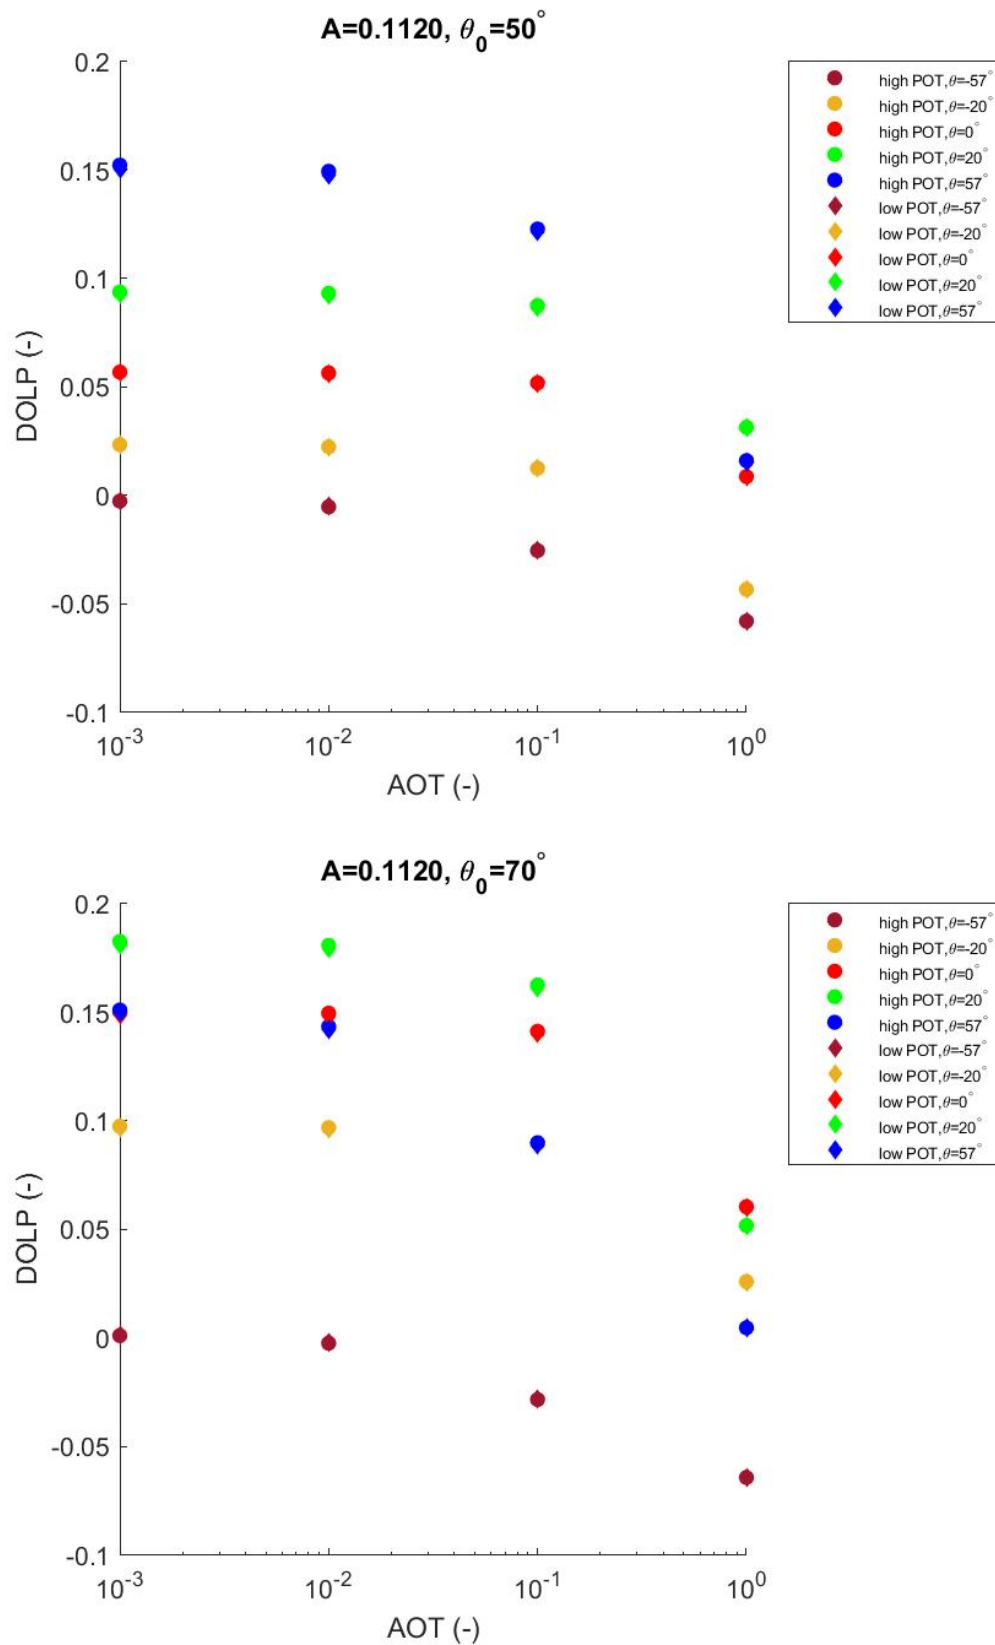 A=0.1120, θ₀=50°
0.2
0.15
0.1
0.05
0
-0.05
-0.1
DOLP (-)
10⁻³ 10⁻² 10⁻¹ 10⁰
AOT (-)
high POT,θ=-57°
high POT,θ=-20°
high POT,θ=0°
high POT,θ=20°
high POT,θ=57°
low POT,θ=-57°
low POT,θ=-20°
low POT,θ=0°
low POT,θ=20°
low POT,θ=57°
A=0.1120, θ₀=70°
0.2
0.15
0.1
0.05
0
-0.05
-0.1
DOLP (-)
10⁻³ 10⁻² 10⁻¹ 10⁰
AOT (-)
high POT,θ=-57°
high POT,θ=-20°
high POT,θ=0°
high POT,θ=20°
high POT,θ=57°
low POT,θ=-57°
low POT,θ=-20°
low POT,θ=0°
low POT,θ=20°
low POT,θ=57°